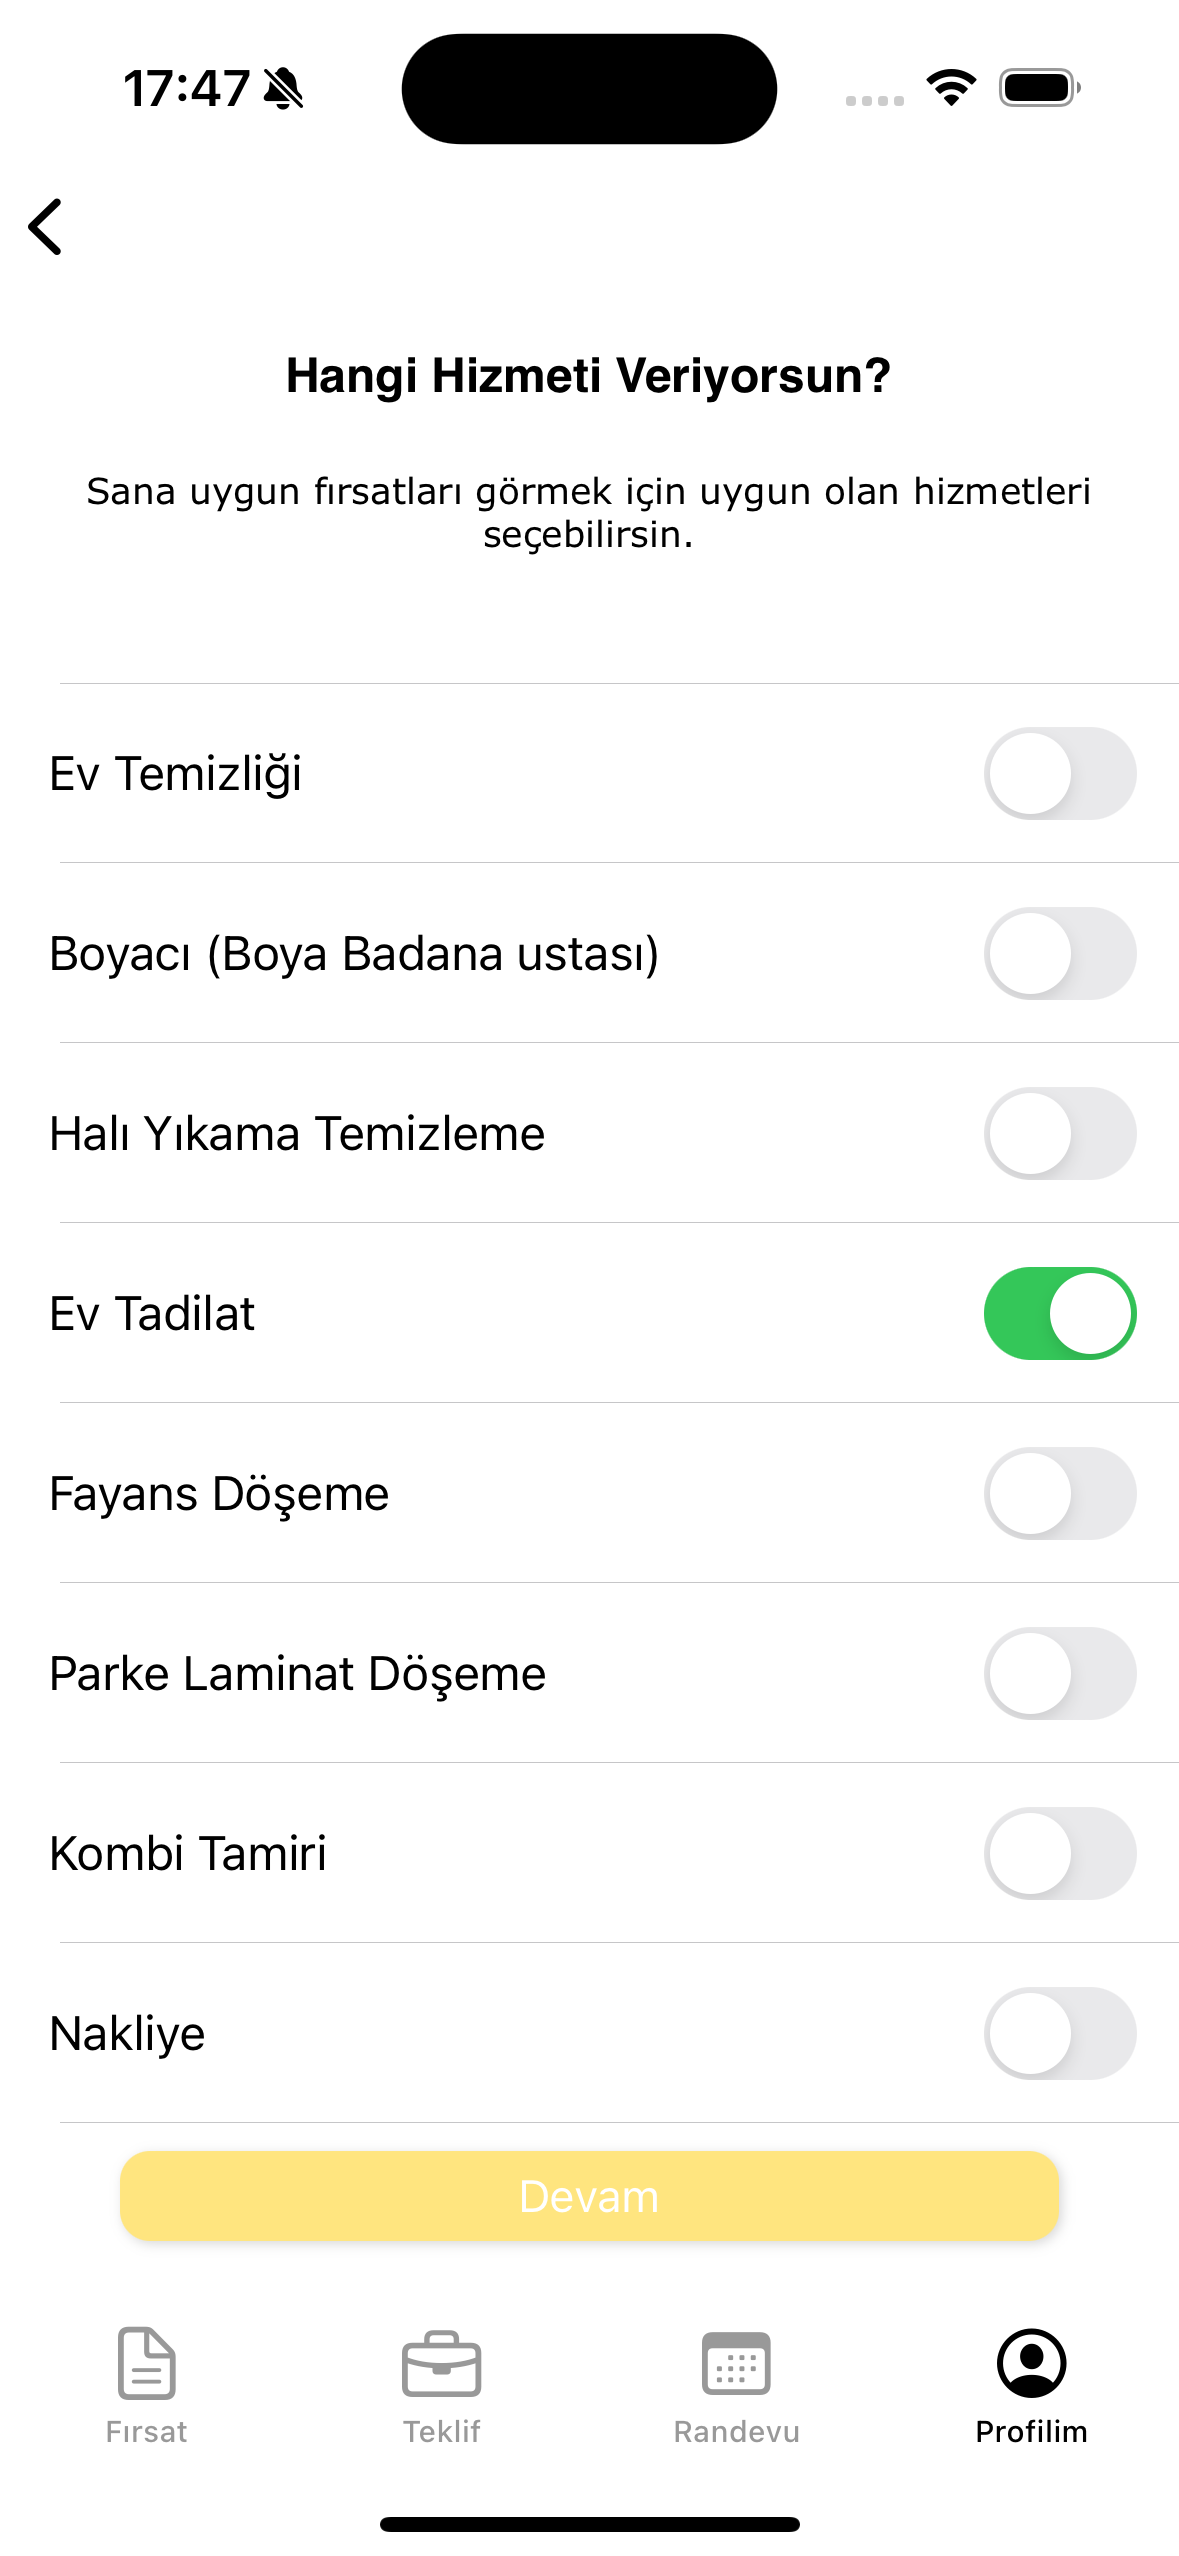 17:47
Hangi Hizmeti Veriyorsun?
Sana uygun fırsatları görmek için uygun olan hizmetleri
seçebilirsin.
Ev Temizliği
Boyacı (Boya Badana ustası)
Halı Yıkama Temizleme
Ev Tadilat
Fayans Döşeme
Parke Laminat Döşeme
Kombi Tamiri
Nakliye
Devam
Fırsat
Teklif
Randevu
Profilim